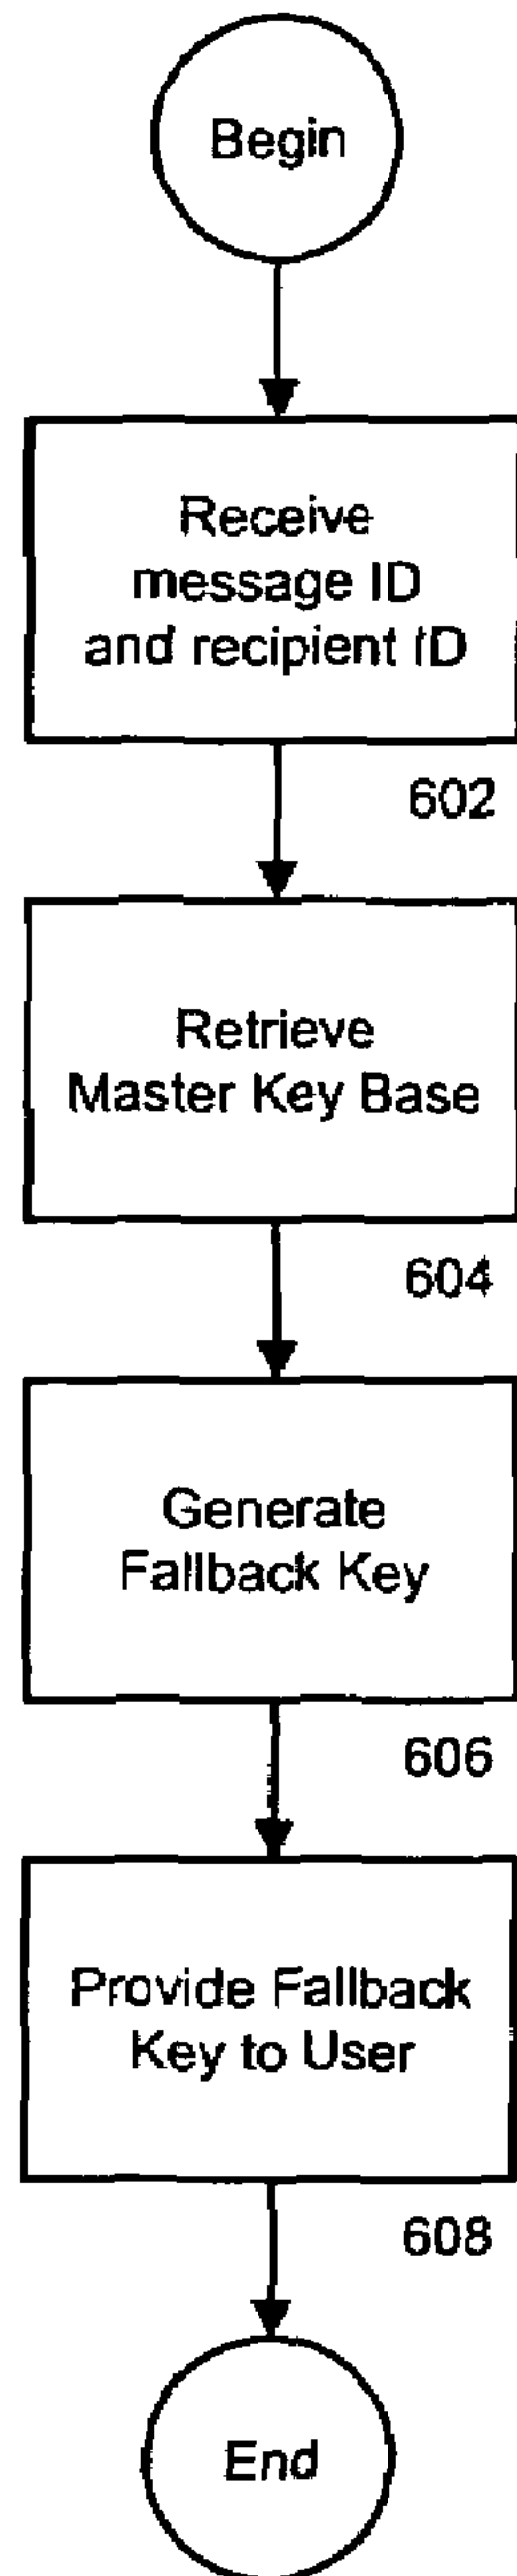 Begin
Receive
message ID
and recipient ID
602
Retrieve
Master Key Base
604
Generate
Fallback Key
606
Provide Fallback
Key to User
608
End